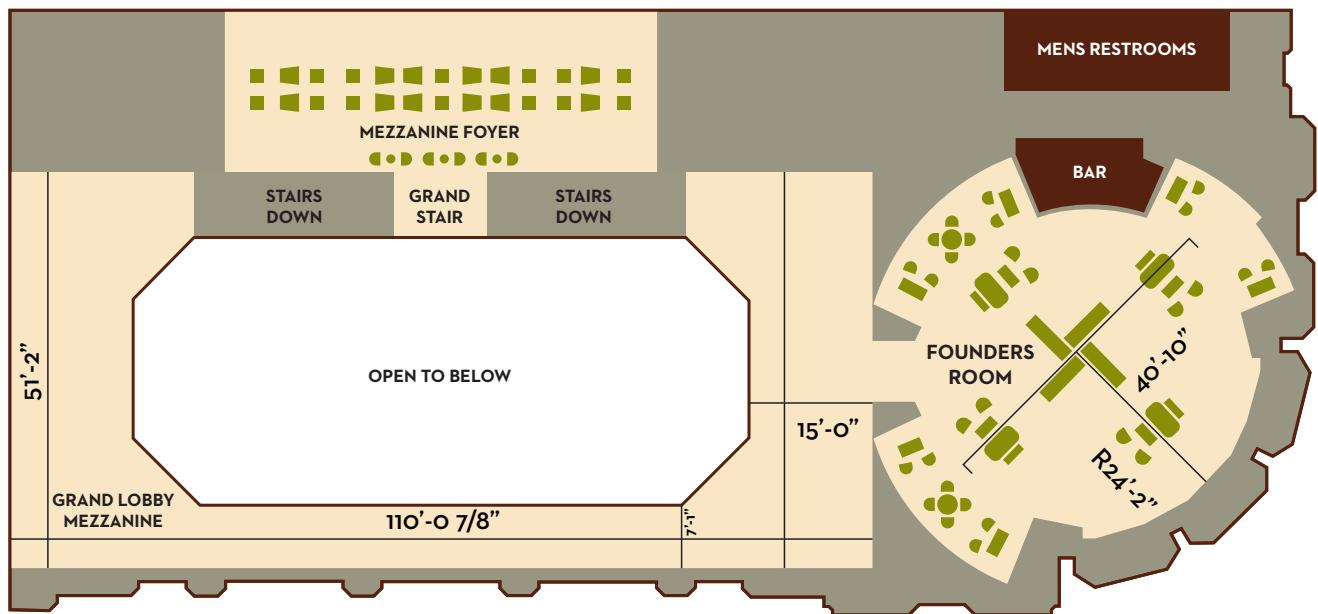 MENS RESTROOMS
MEZZANINE FOYER
BAR
STAIRS
DOWN
GRAND
STAIR
STAIRS
DOWN
FOUNDERS
ROOM
40’-10”
51’-2”
OPEN TO BELOW
15’-0”
R24’-2”
GRAND LOBBY
MEZZANINE
110’-0 7/8”
7’-1”